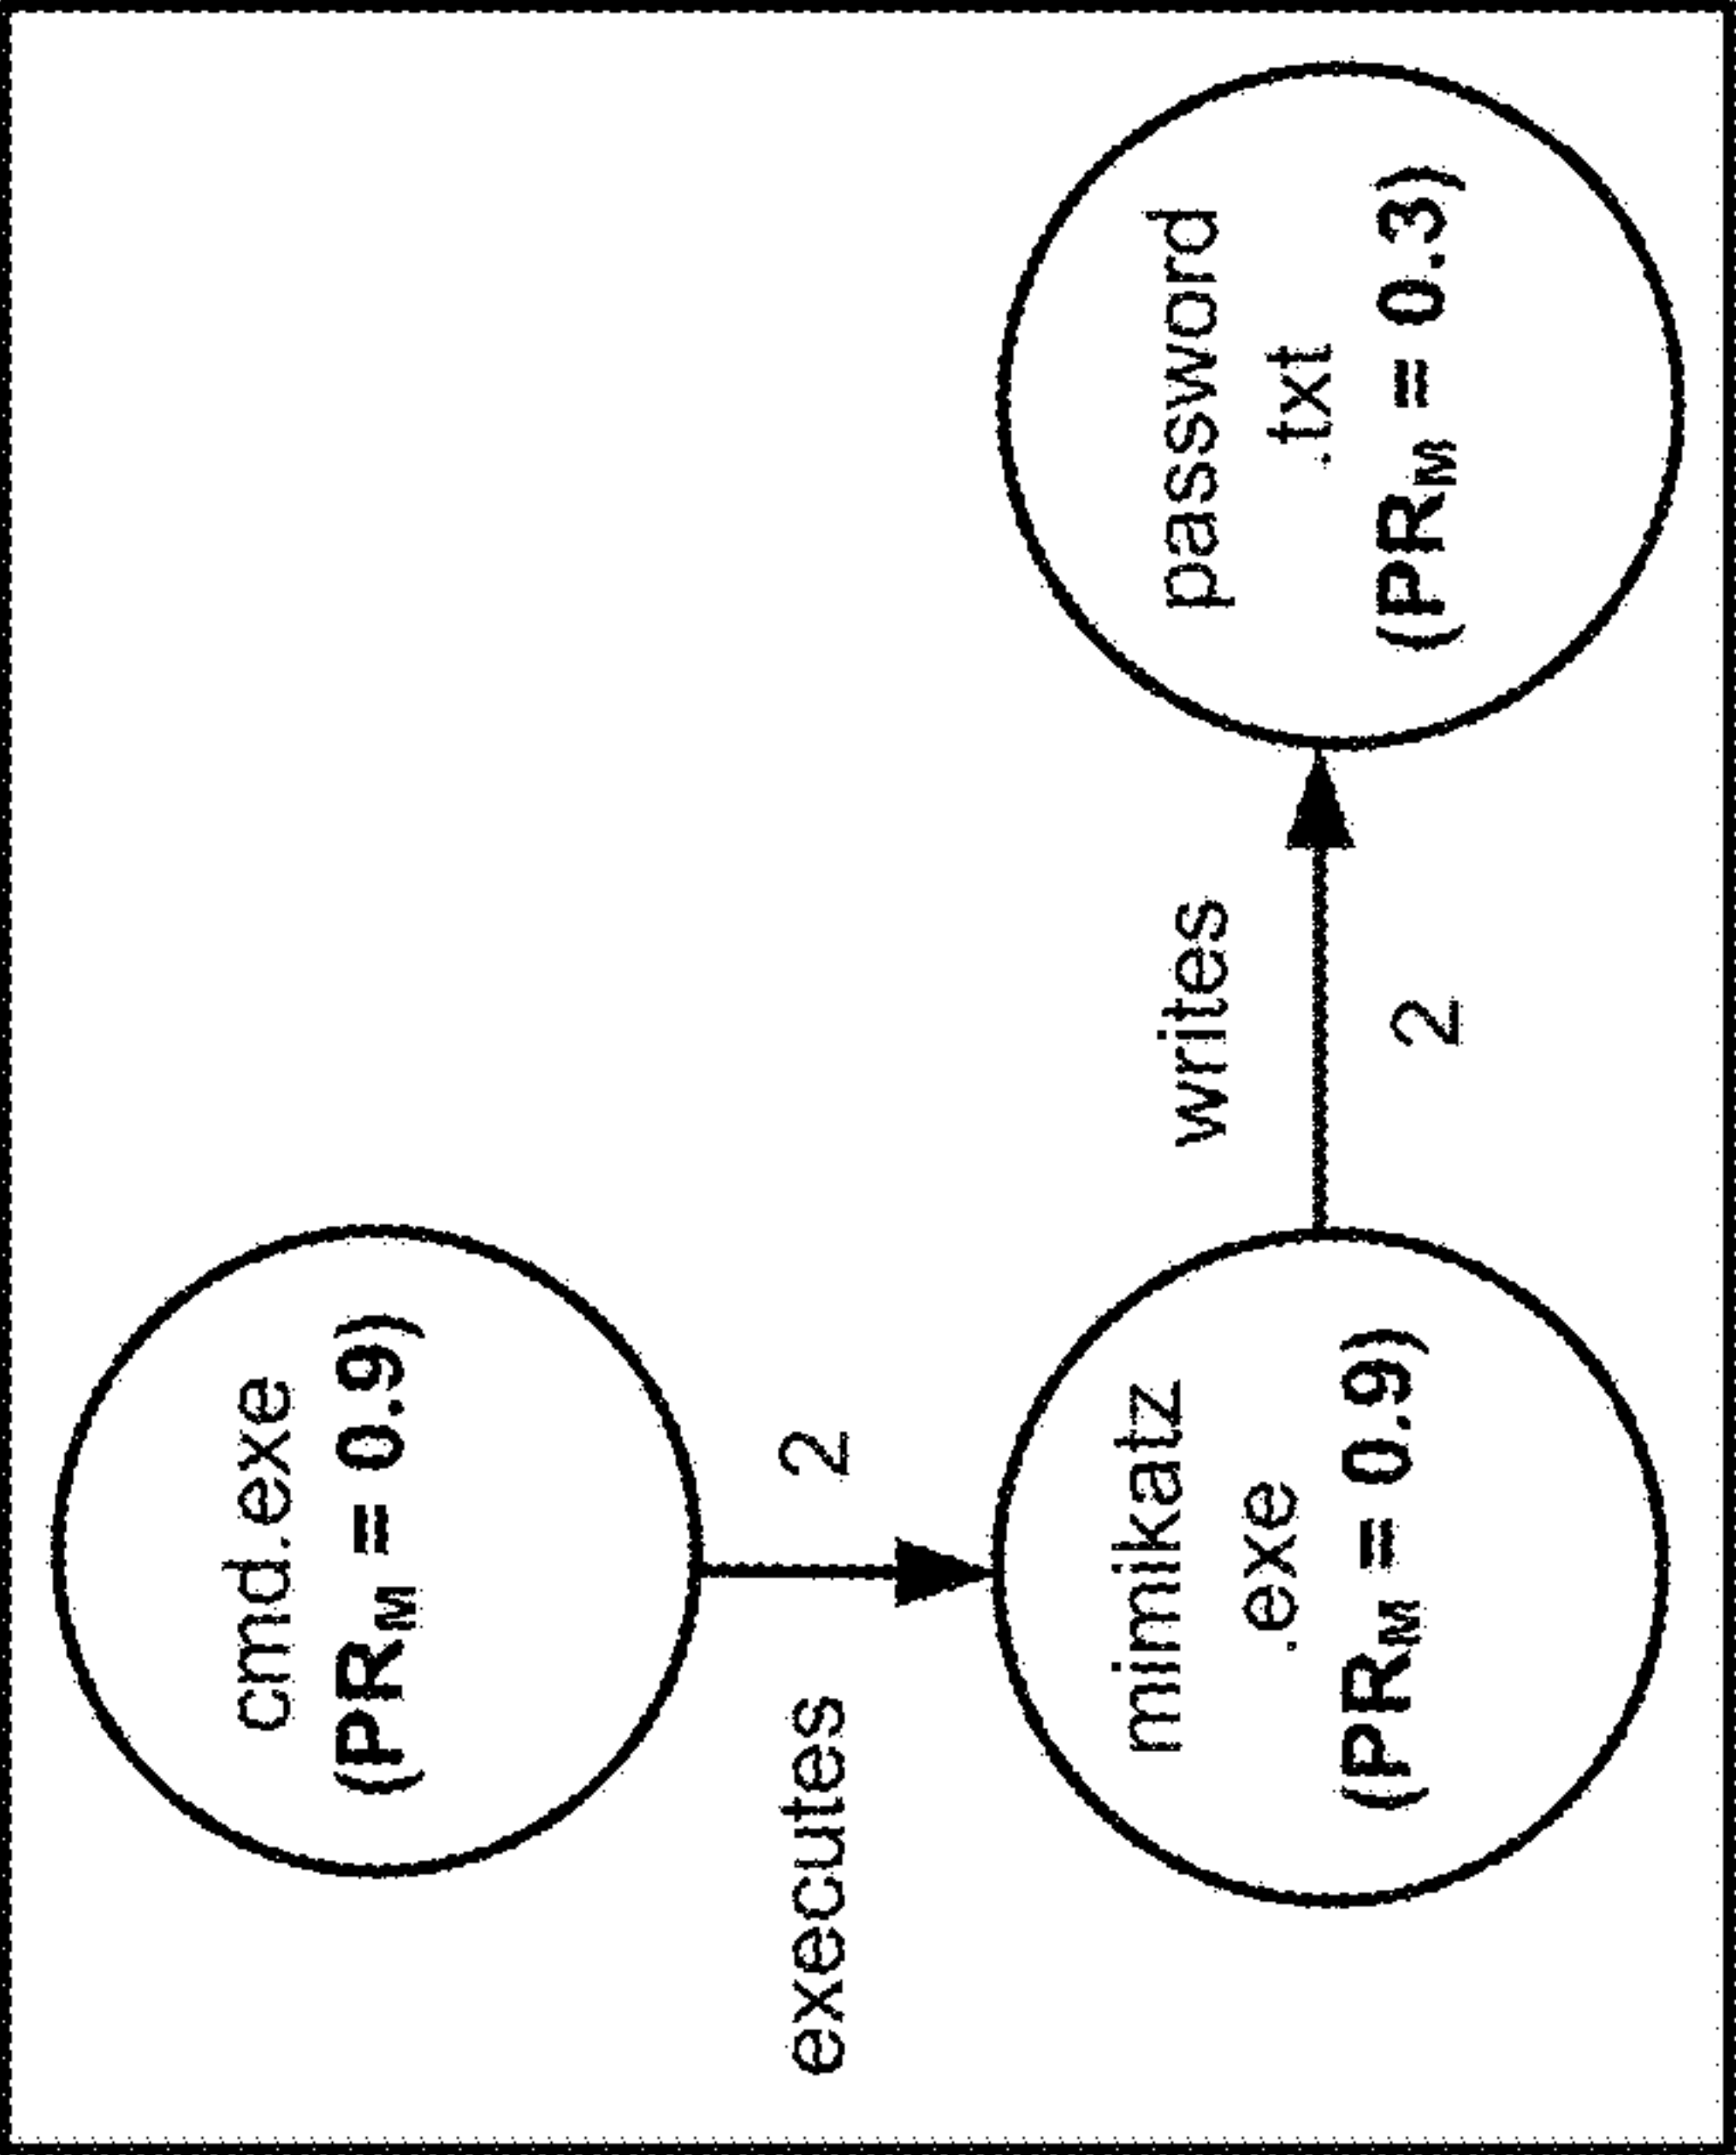 cmd.exe
(PRM = 0.9)
executes
2
mimikatz
.exe
(PRM = 0.9)
writes
2
password
.txt
(PRM = 0.3)